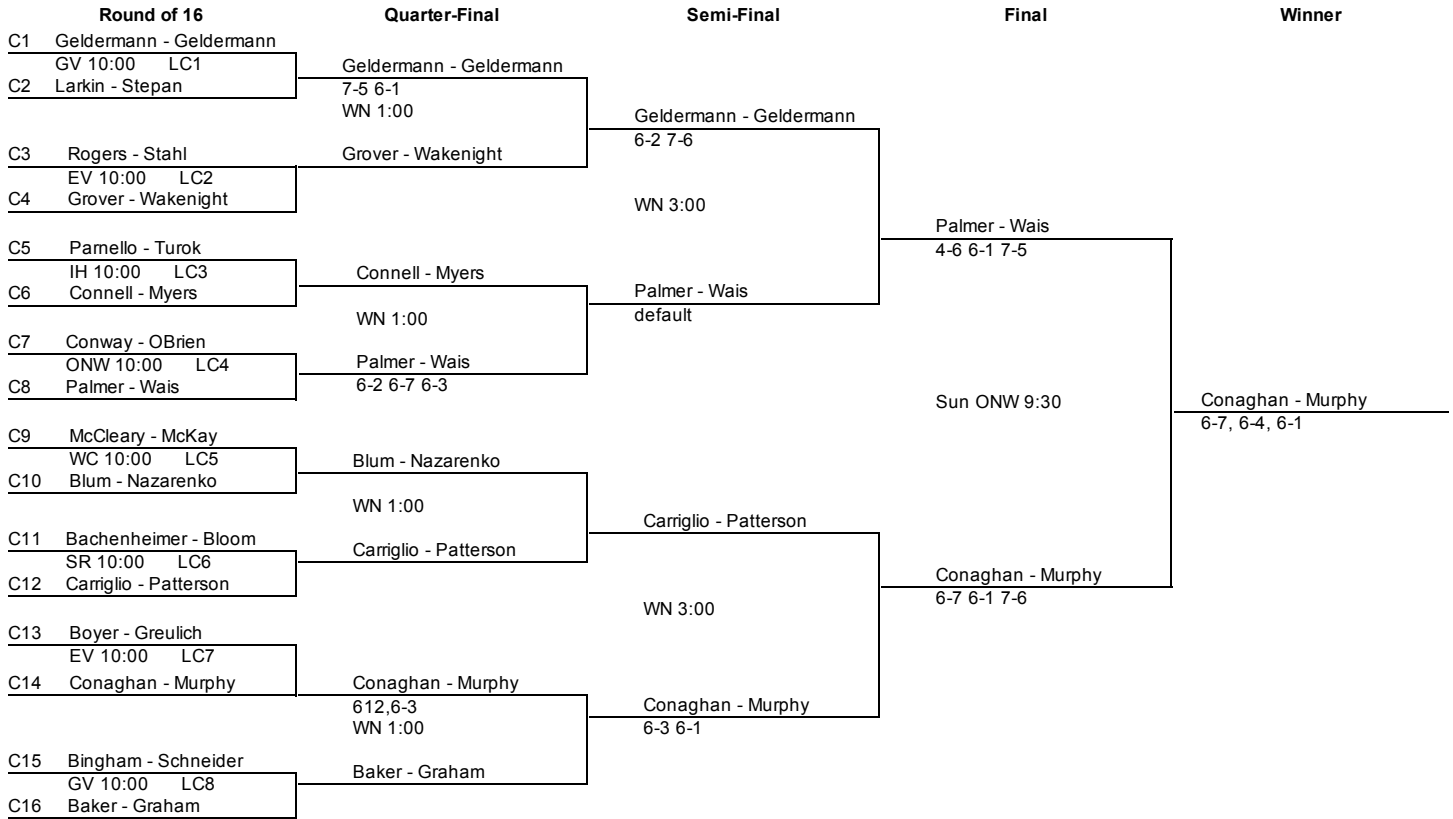 Round of 16 Quarter-Final Semi-Final Final Winner
C1 Geldermann - Geldermann
GV 10:00 LC1
C2 Larkin - Stepan
C3 Rogers - Stahl
EV 10:00 LC2
C4 Grover - Wakenight
C5 Parnello - Turok
IH 10:00 LC3
C6 Connell - Myers
C7 Conway - OBrien
ONW 10:00 LC4
C8 Palmer - Wais
C9 McCleary - McKay
WC 10:00 LC5
C10 Blum - Nazarenko
C11 Bachenheimer - Bloom
SR 10:00 LC6
C12 Carriglio - Patterson
C13 Boyer - Greulich
EV 10:00 LC7
C14 Conaghan - Murphy
C15 Bingham - Schneider
GV 10:00 LC8
C16 Baker - Graham
Geldermann - Geldermann
7-5 6-1
WN 1:00
Grover - Wakenight
Connell - Myers
WN 1:00
Palmer - Wais
6-2 6-7 6-3
Blum - Nazarenko
WN 1:00
Carriglio - Patterson
Conaghan - Murphy
612,6-3
WN 1:00
Baker - Graham
Geldermann - Geldermann
6-2 7-6
WN 3:00
Palmer - Wais
default
Carriglio - Patterson
WN 3:00
Conaghan - Murphy
6-3 6-1
Palmer - Wais
4-6 6-1 7-5
Sun ONW 9:30
Conaghan - Murphy
6-7 6-1 7-6
Conaghan - Murphy
6-7, 6-4, 6-1